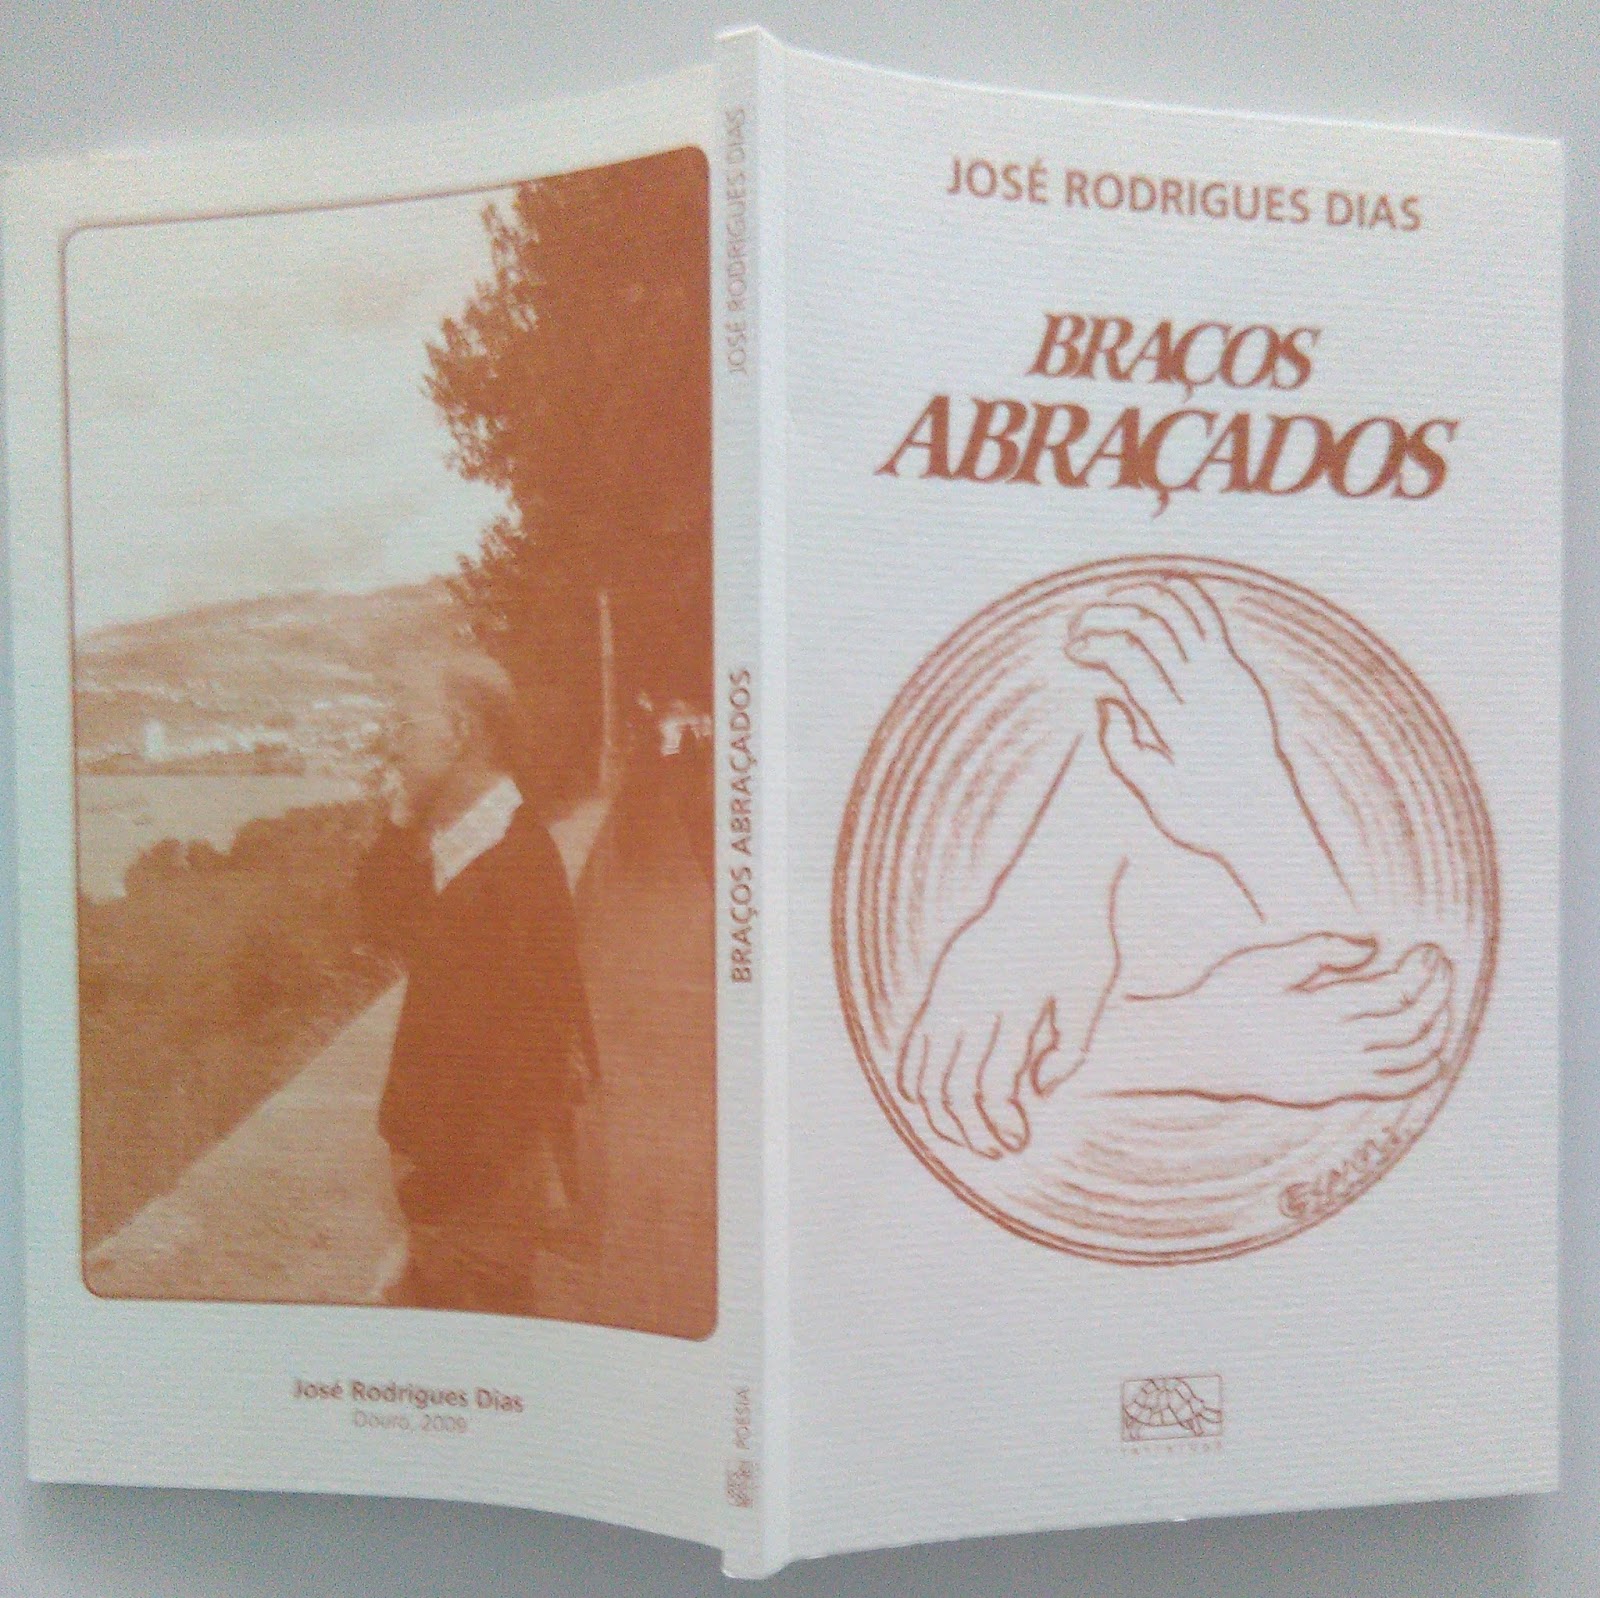 JOSÉ RODRIGUES DIAS
BRAÇOS
ABRAÇADOS
JOSÉ RODRIGUES DIAS
BRAÇOS ABRAÇADOS
POESIA
José Rodrigues Dias
Douro, 2009